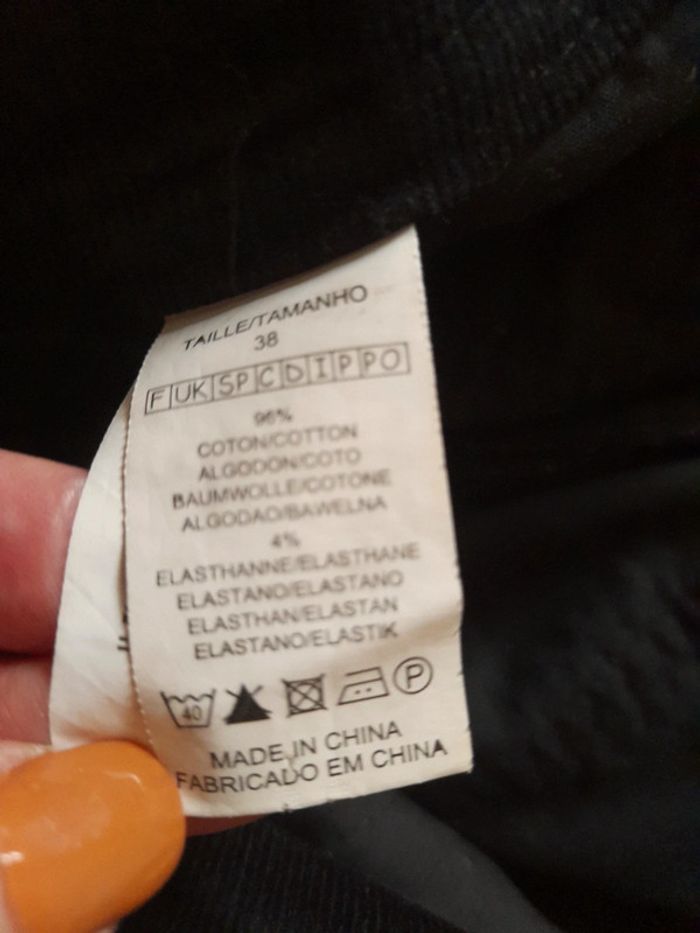 TAILLE/TAMANHO
38
F UK SP C D I P PO
96%
COTON/COTTON
ALGODON/COTO
BAUMWOLLE/COTONE
ALGODAO/BAWELNA
4%
ELASTHANNE/ELASTHANE
ELASTANO/ELASTANO
ELASTHAN/ELASTAN
ELASTANO/ELASTIK
40 P
MADE IN CHINA
FABRICADO EM CHINA